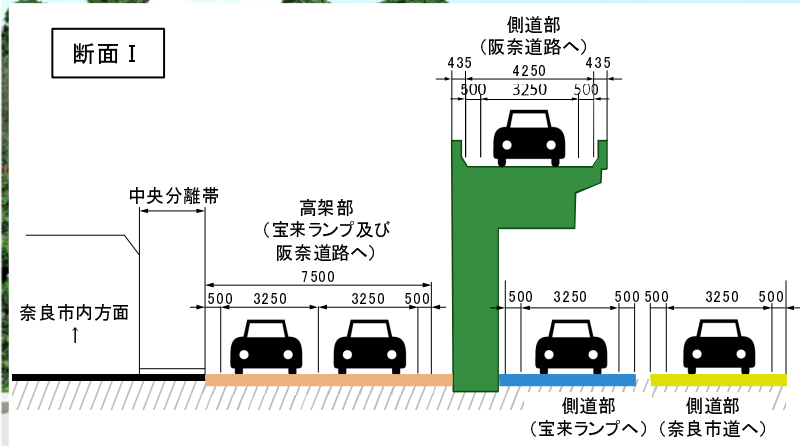 断面Ⅰ
側道部
(阪奈道路へ)
435 4250 435
500 3250 500
中央分離帯
高架部
(宝来ランプ及び
阪奈道路へ)
7500
500 3250 3250 500
500 3250 500
500 3250 500
奈良市内方面
↑
側道部
(宝来ランプへ)
側道部
(奈良市道へ)